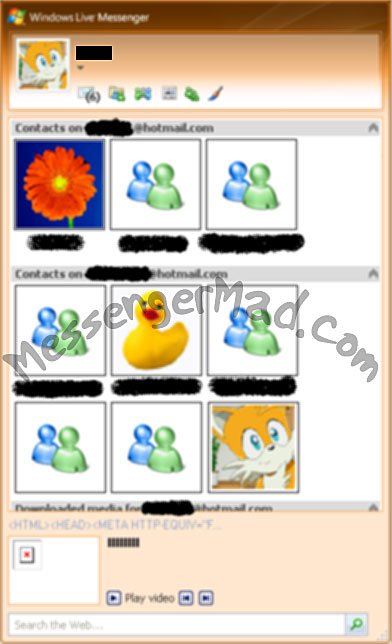 Windows Live Messenger
(6)
Contacts on @hotmail.com
Contacts on @hotmail.com
MessengerMad.Com
Downloaded media for @hotmail.com
<HTML><HEAD><META HTTP-EQUIV="F...
Play video
Search the Web...